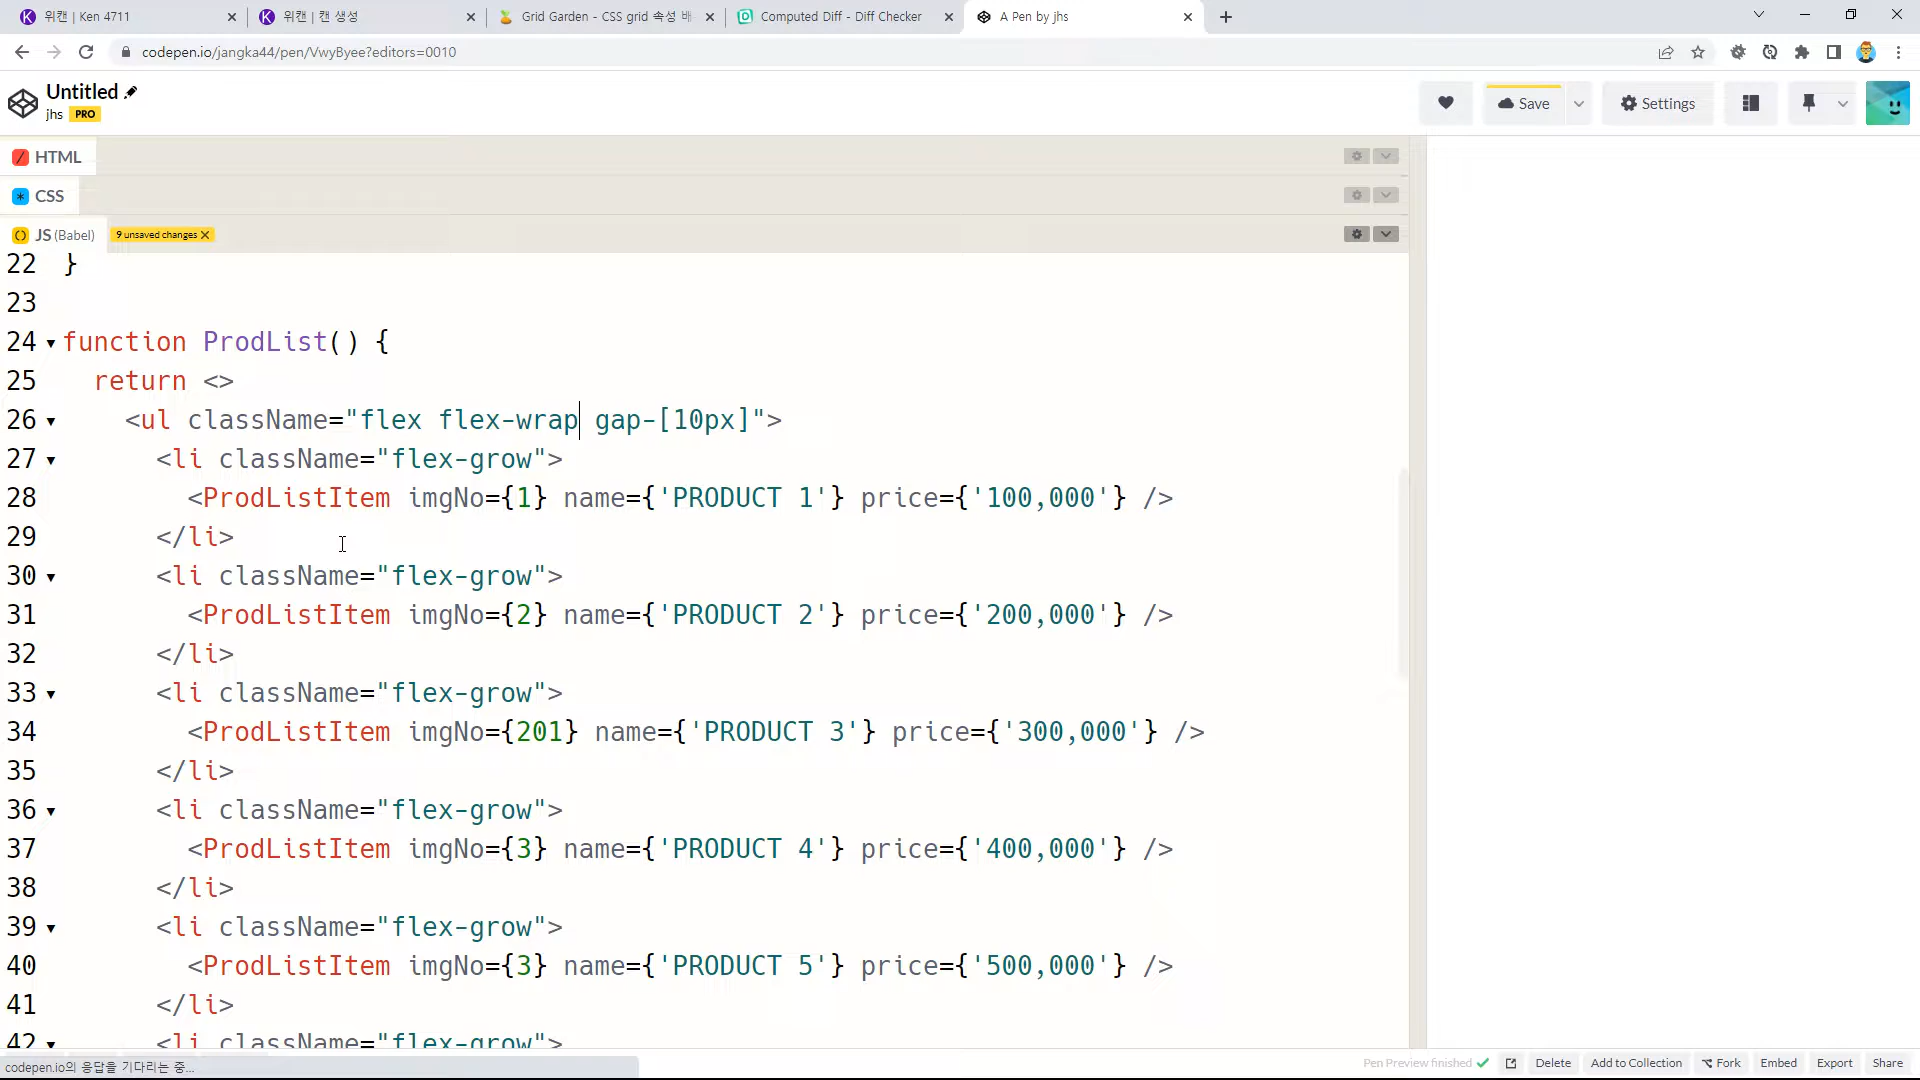 위캔 | Ken 4711
위캔 | 캔 생성
Grid Garden - CSS grid 속성 배
Computed Diff - Diff Checker
A Pen by jhs
codepen.io/jangka44/pen/VwyByee?editors=0010
Untitled
jhs PRO
Save
Settings
HTML
CSS
JS (Babel) 9 unsaved changes X
22 }
23
24 function ProdList() {
25 return <>
26 <ul className="flex flex-wrap gap-[10px]">
27 <li className="flex-grow">
28 <ProdListItem imgNo={1} name={'PRODUCT 1'} price={'100,000'} />
29 </li>
30 <li className="flex-grow">
31 <ProdListItem imgNo={2} name={'PRODUCT 2'} price={'200,000'} />
32 </li>
33 <li className="flex-grow">
34 <ProdListItem imgNo={201} name={'PRODUCT 3'} price={'300,000'} />
35 </li>
36 <li className="flex-grow">
37 <ProdListItem imgNo={3} name={'PRODUCT 4'} price={'400,000'} />
38 </li>
39 <li className="flex-grow">
40 <ProdListItem imgNo={3} name={'PRODUCT 5'} price={'500,000'} />
41 </li>
42 <li className="flex-grow">
codepen.io의 응답을 기다리는 중...
Pen Preview finished
Delete
Add to Collection
Fork
Embed
Export
Share